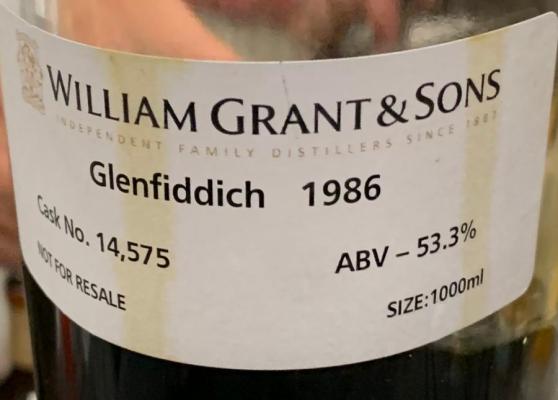 WILLIAM GRANT & SONS
INDEPENDENT FAMILY DISTILLERS SINCE 1887
Glenfiddich 1986
Cask No. 14,575
ABV – 53.3%
NOT FOR RESALE
SIZE:1000ml